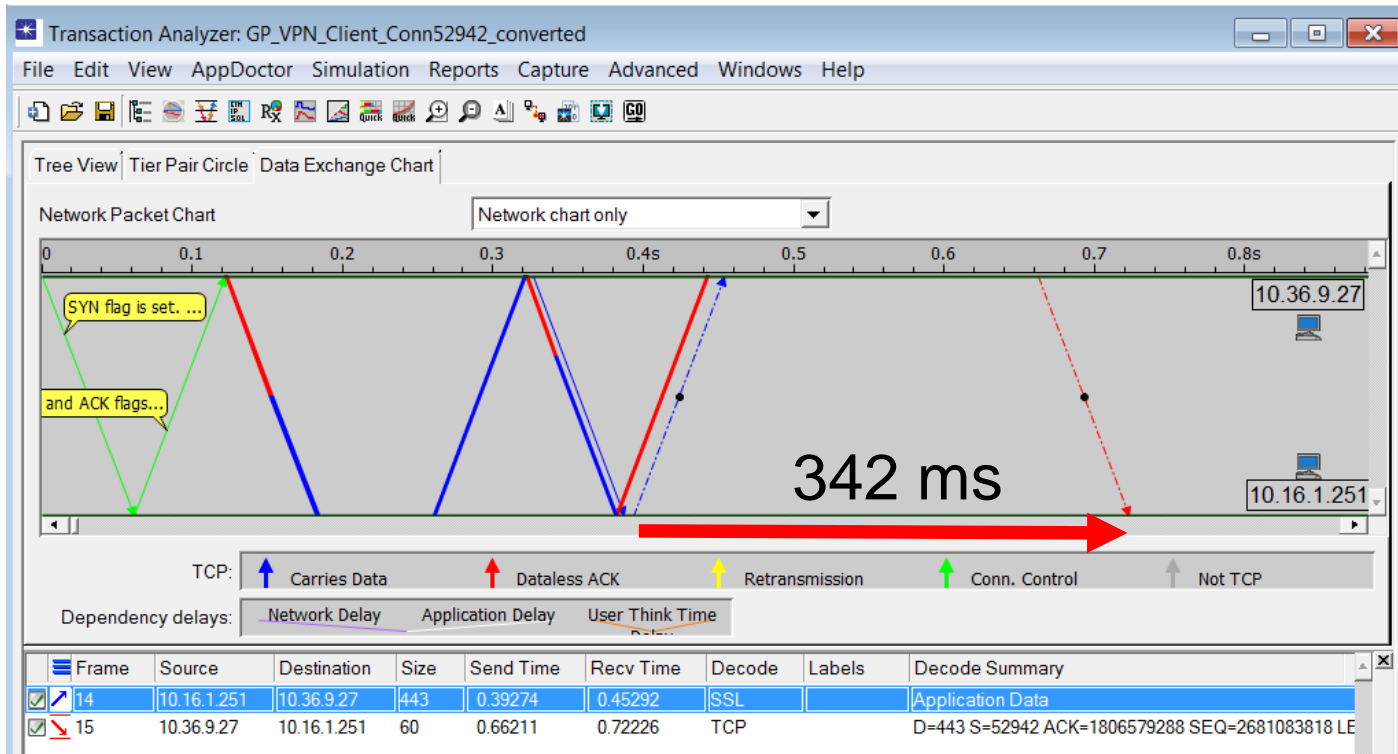 Transaction Analyzer: GP_VPN_Client_Conn52942_converted
File Edit View AppDoctor Simulation Reports Capture Advanced Windows Help
Tree View Tier Pair Circle Data Exchange Chart
Network Packet Chart Network chart only
0 0.1 0.2 0.3 0.4s 0.5 0.6 0.7 0.8s
SYN flag is set. ...
10.36.9.27
and ACK flags...
342 ms
10.16.1.251
TCP: Carries Data Dataless ACK Retransmission Conn. Control Not TCP
Dependency delays: Network Delay Application Delay User Think Time
Frame Source Destination Size Send Time Recv Time Decode Labels Decode Summary
14 10.16.1.251 10.36.9.27 443 0.39274 0.45292 SSL Application Data
15 10.36.9.27 10.16.1.251 60 0.66211 0.72226 TCP D=443 S=52942 ACK=1806579288 SEQ=2681083818 LE